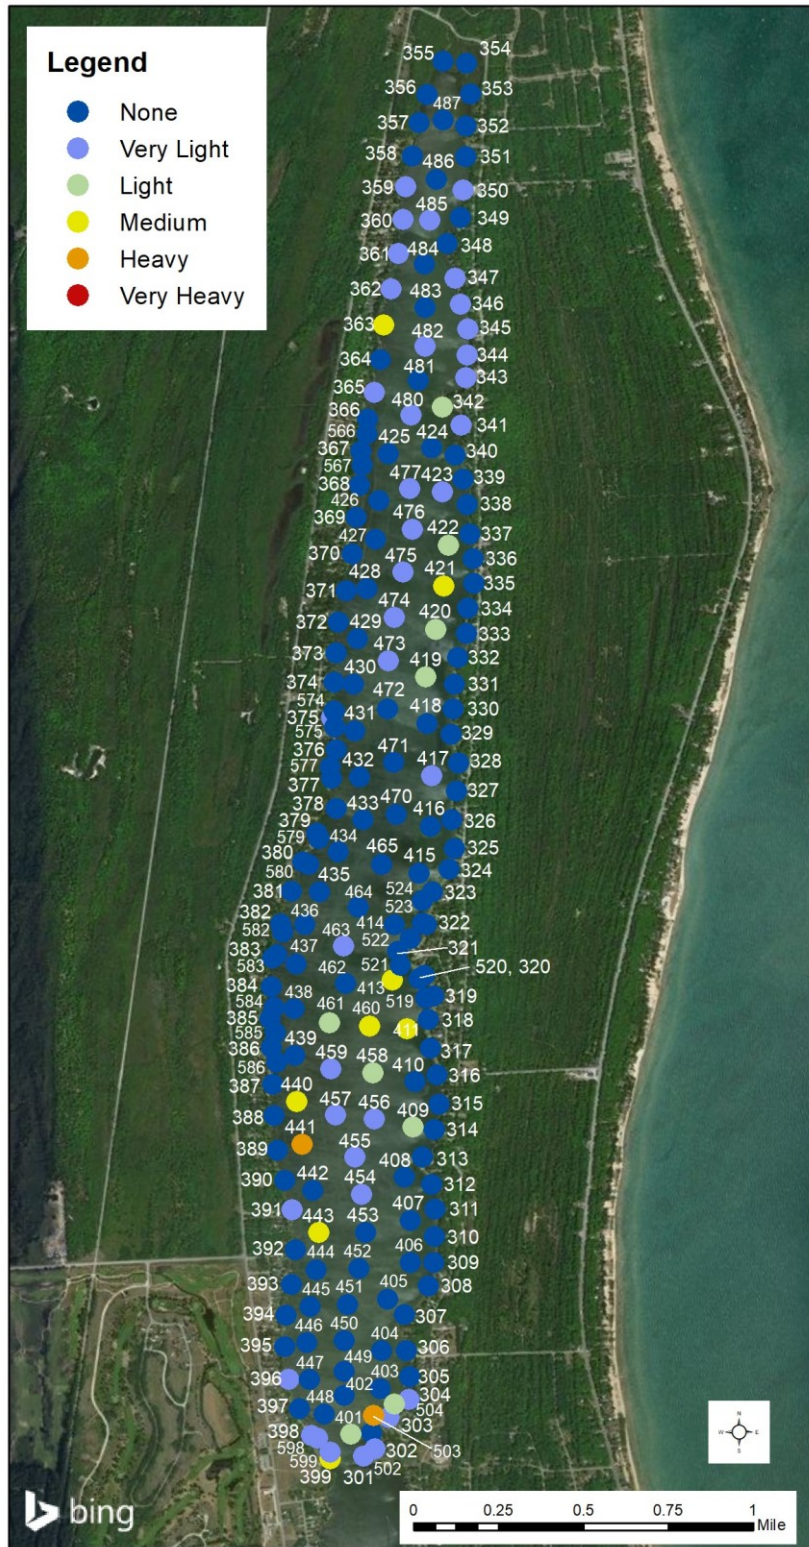 Legend
None
Very Light
Light
Medium
Heavy
Very Heavy
355 354
356 353
487
357 352
358 351
486
359 350
485
360 349
484 348
361
347
362 483 346
363 345
482
364 344
481 343
365
480 342
366 341
566 424
367 425 340
567 339
368 477 423
426 338
369 476
422 337
427
370 336
475 421
428 335
371
474 420 334
372 429
333
373 473 419 332
430
374 472 331
574 418 330
375 431
575 329
376 471 417
577 432 328
377 327
378 433 470 416
379 326
579 434 325
380 465 415
580 324
435 524
381 464 323
523
382 436 414 322
582 463
522 321
383 437
583 462 521 520, 320
384 413 519
438 319
584 461 460
385 411 318
585
386 439 317
459 458
586 410 316
387 440
457 456 409 315
388
441 314
455
389 408 313
390 442 454 312
391 407 311
443 453
310
392 444 452 406 309
393 308
445 451 405
394 307
446 450 404
395 306
449
447 403 305
396 402
448 304
397 504
401 303
398 503
598 302
599
399 301 502
N
W E
S
bing
0 0.25 0.5 0.75 1
Mile